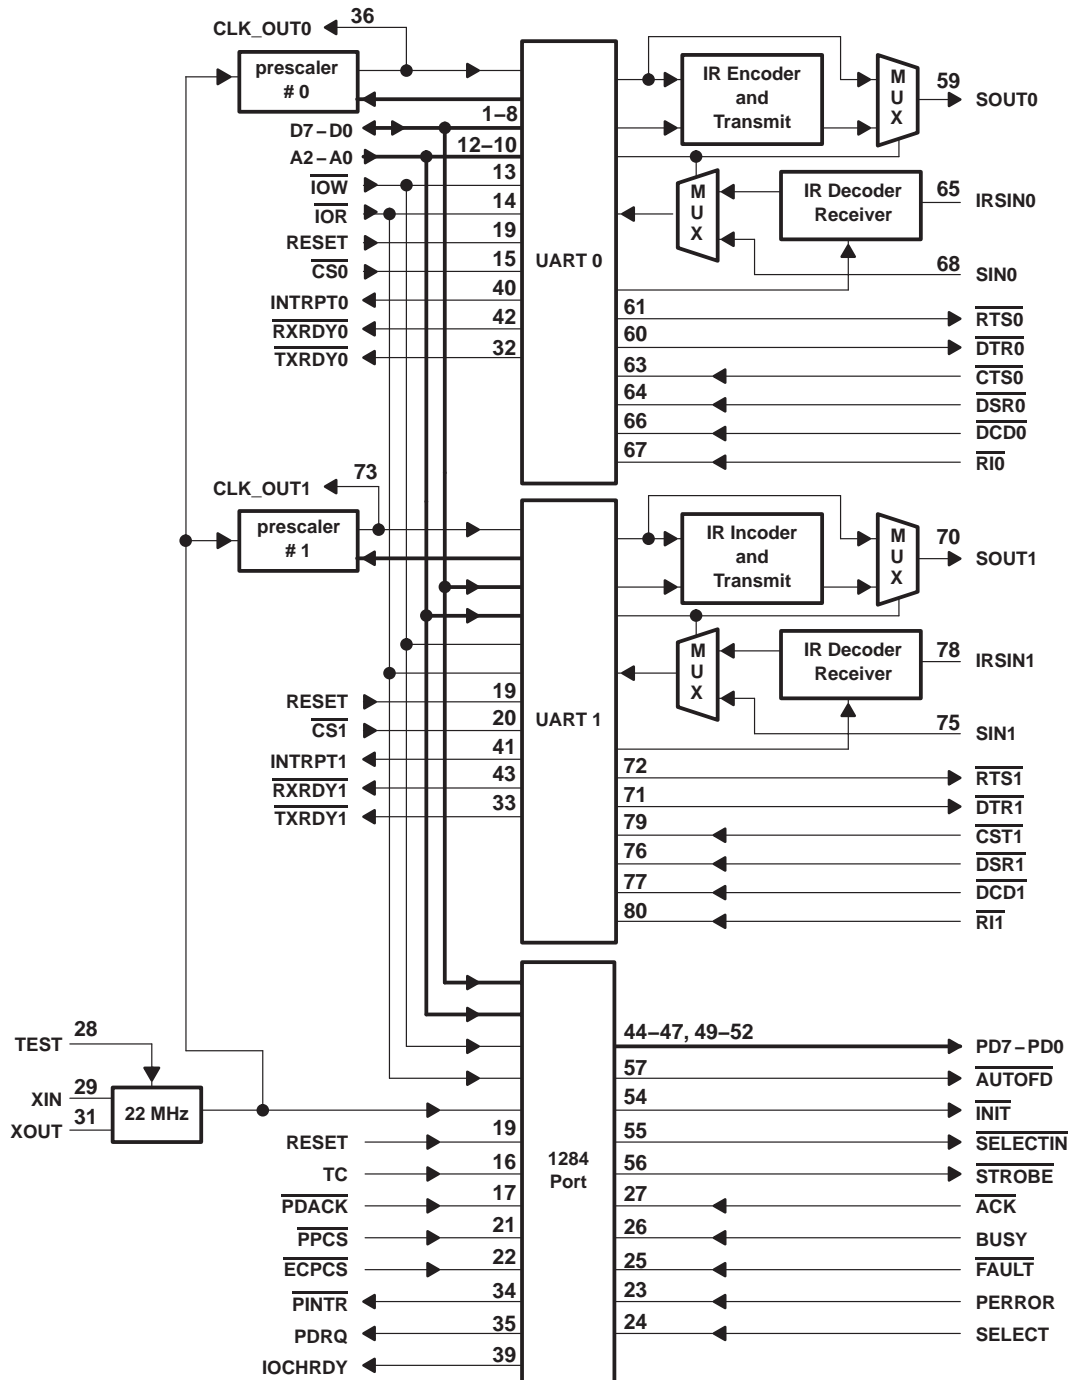 36
CLK_OUT0
prescaler
# 0
1–8
D7–D0
12–10
A2–A0
13
IOW
14
IOR
19
RESET
15
CS0
40
INTRPT0
42
RXRDY0
32
TXRDY0
UART 0
IR Encoder
and
Transmit
M
U
X
59
SOUT0
M
U
X
IR Decoder
Receiver
65
IRSIN0
68
SIN0
61
RTS0
60
DTR0
63
CTS0
64
DSR0
66
DCD0
67
RI0
73
CLK_OUT1
prescaler
# 1
19
RESET
20
CS1
41
INTRPT1
43
RXRDY1
33
TXRDY1
UART 1
IR Incoder
and
Transmit
M
U
X
70
SOUT1
M
U
X
IR Decoder
Receiver
78
IRSIN1
75
SIN1
72
RTS1
71
DTR1
79
CST1
76
DSR1
77
DCD1
80
RI1
28
TEST
29
XIN
31
XOUT
22 MHz
19
RESET
16
TC
17
PDACK
21
PPCS
22
ECPCS
34
PINTR
35
PDRQ
39
IOCHRDY
1284
Port
44–47, 49–52
PD7–PD0
57
AUTOFD
54
INIT
55
SELECTIN
56
STROBE
27
ACK
26
BUSY
25
FAULT
23
PERROR
24
SELECT